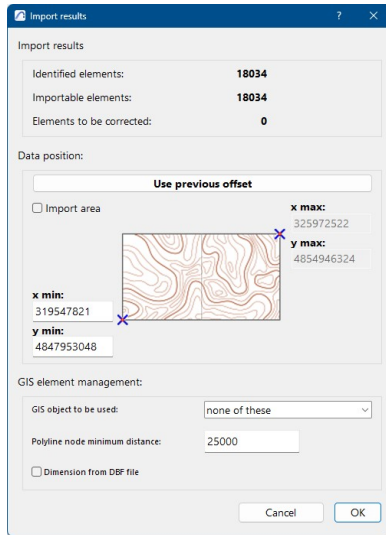 Import results
?
Import results
Identified elements: 18034
Importable elements: 18034
Elements to be corrected: 0
Data position:
Use previous offset
Import area
x max:
325972522
y max:
4854946324
x min:
319547821
y min:
4847953048
GIS element management:
GIS object to be used: none of these
Polyline node minimum distance: 25000
Dimension from DBF file
Cancel OK